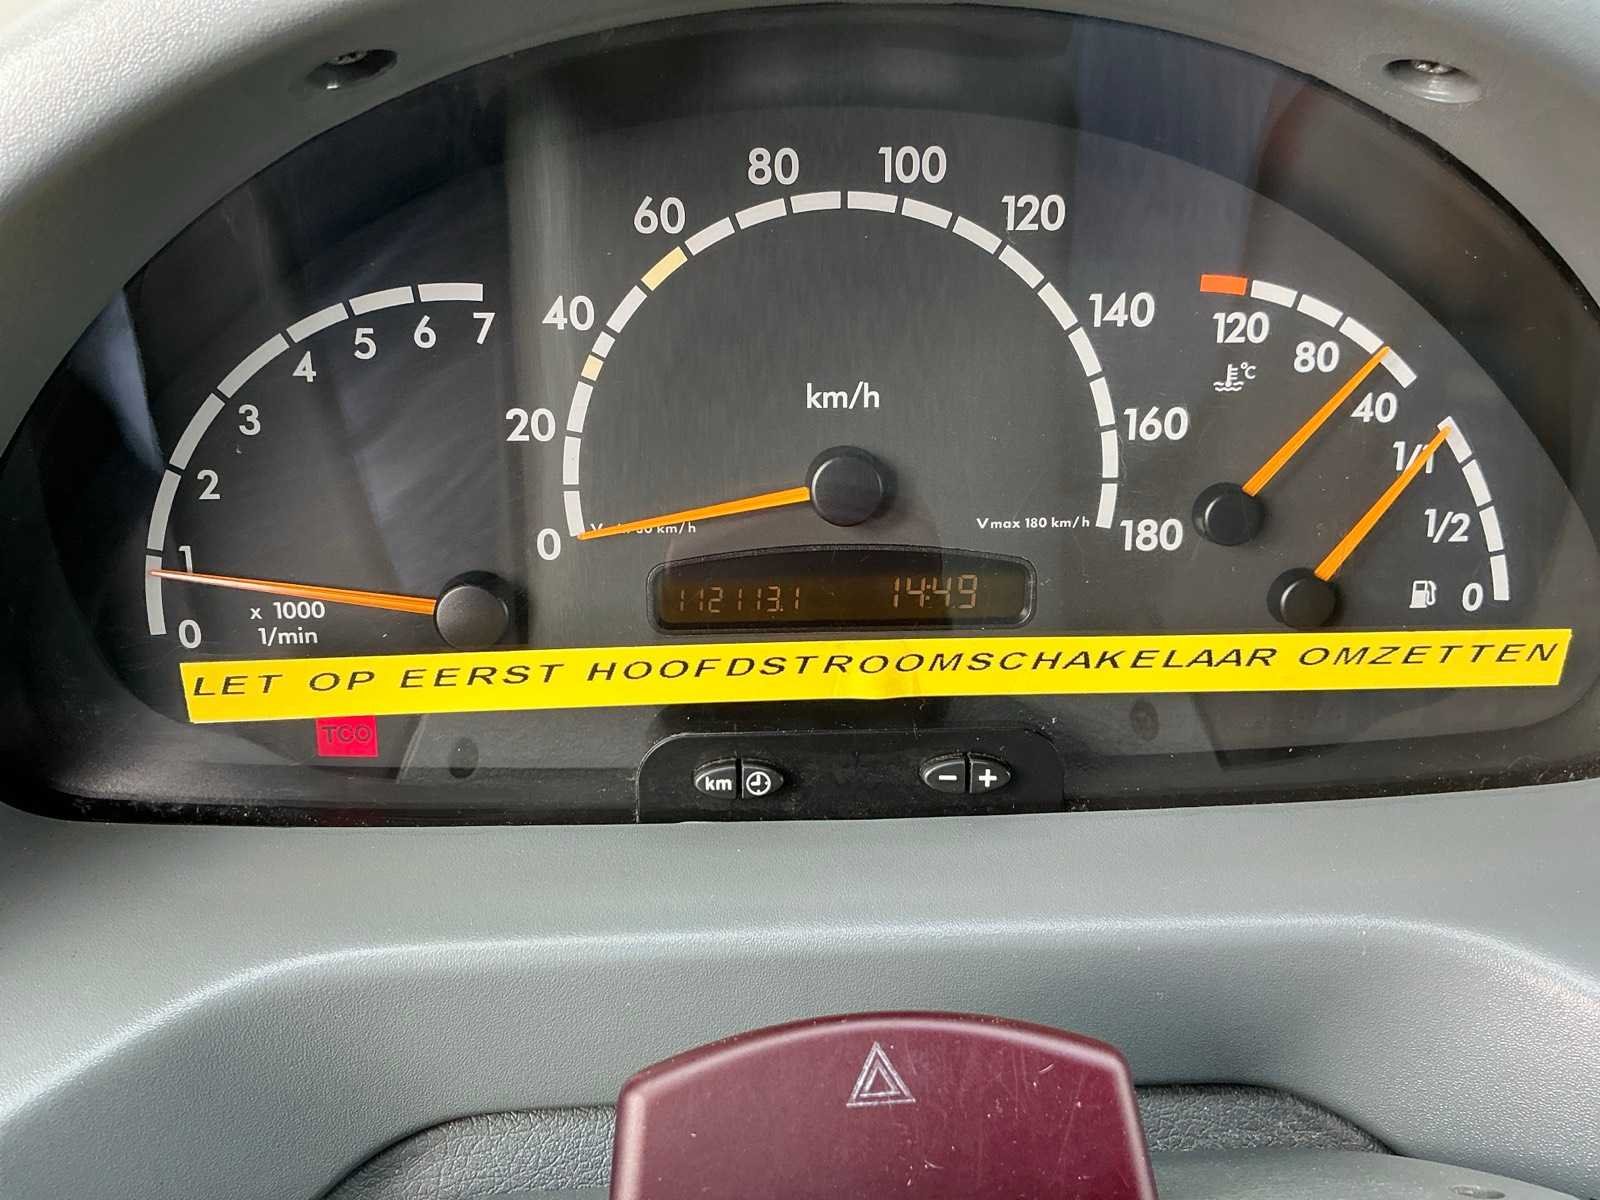 80 100
60 120
40 140
20 160
0 180
km/h
Vmax 180 km/h
7
6
5
4
3
2
1
0
x 1000
1/min
120
80
40
°C
1/1
1/2
0
112113.1 14:49
LET OP EERST HOOFDSTROOMSCHAKELAAR OMZETTEN
TCO
km
- +